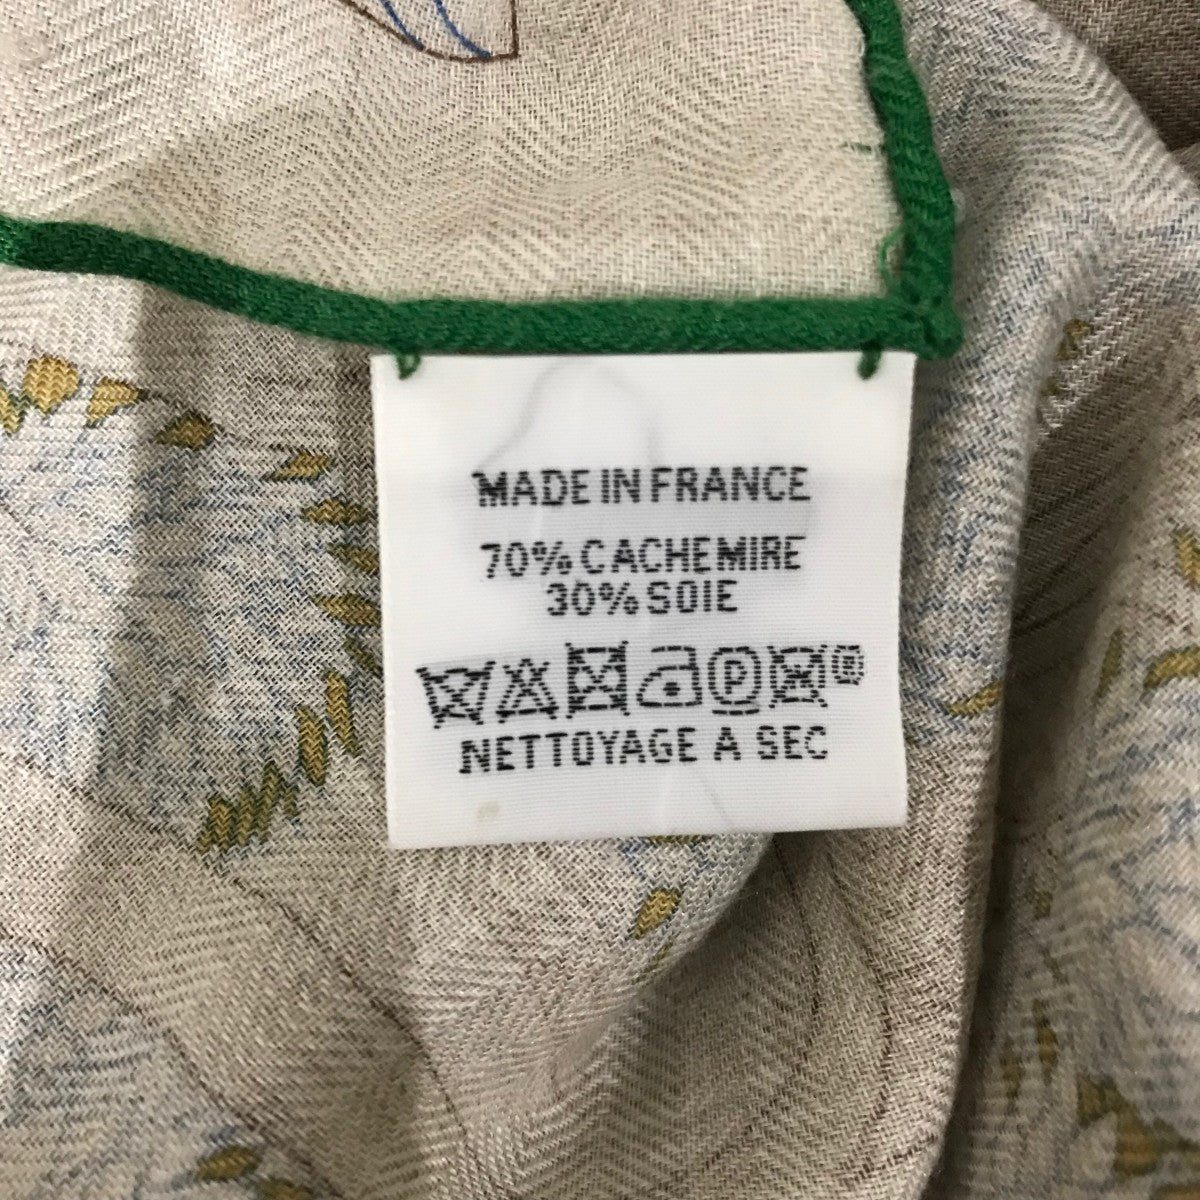 MADE IN FRANCE
70% CACHEMIRE
30% SOIE
P ®
NETTOYAGE A SEC